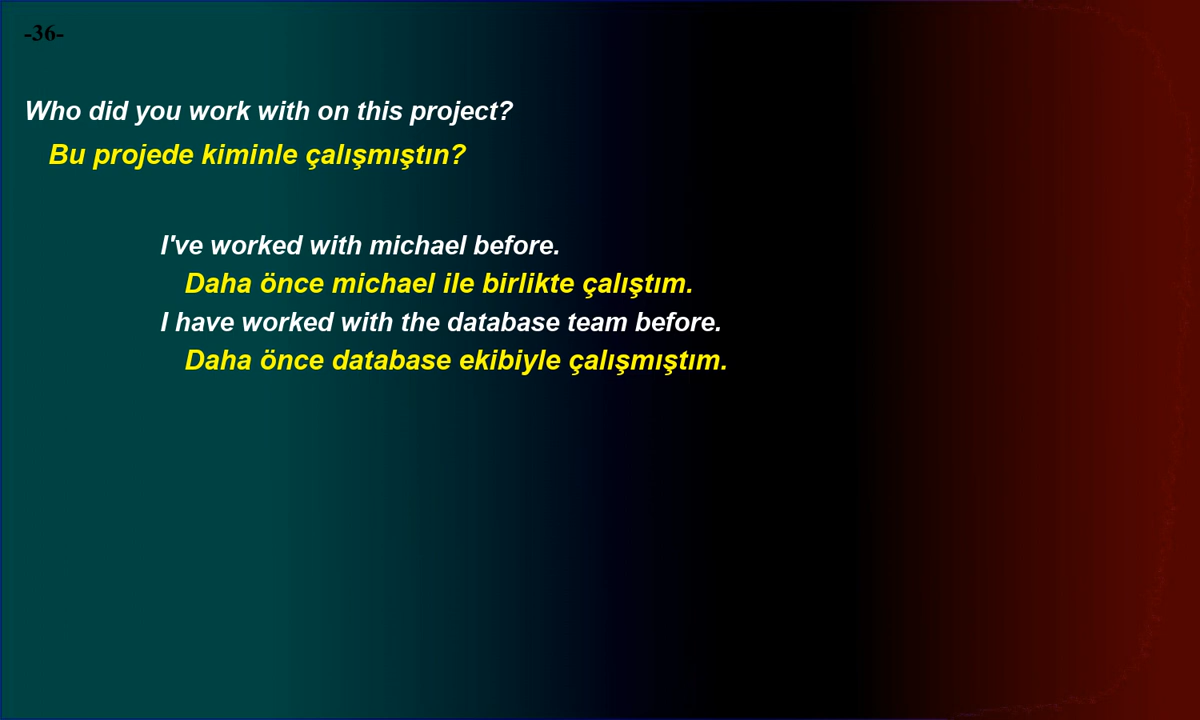 -36-
Who did you work with on this project?
Bu projede kiminle çalışmıştın?
I've worked with michael before.
Daha önce michael ile birlikte çalıştım.
I have worked with the database team before.
Daha önce database ekibiyle çalışmıştım.